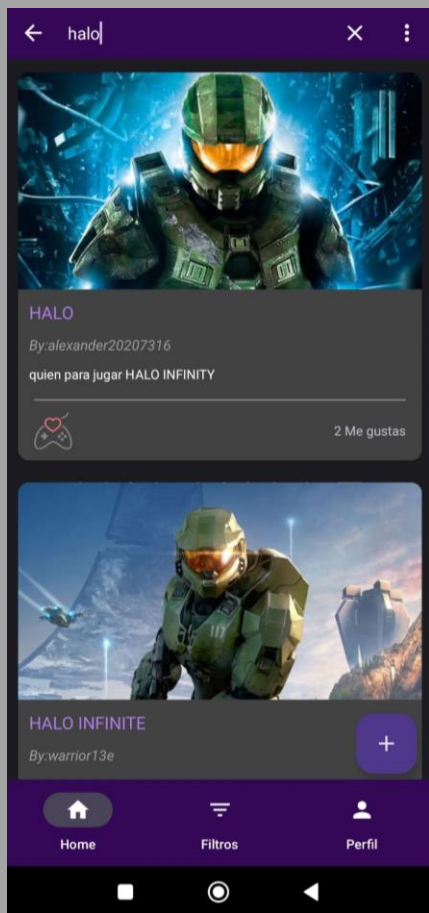 halo
HALO
By:alexander20207316
quien para jugar HALO INFINITY
2 Me gustas
117
HALO INFINITE
By:warrior13e
Home
Filtros
Perfil